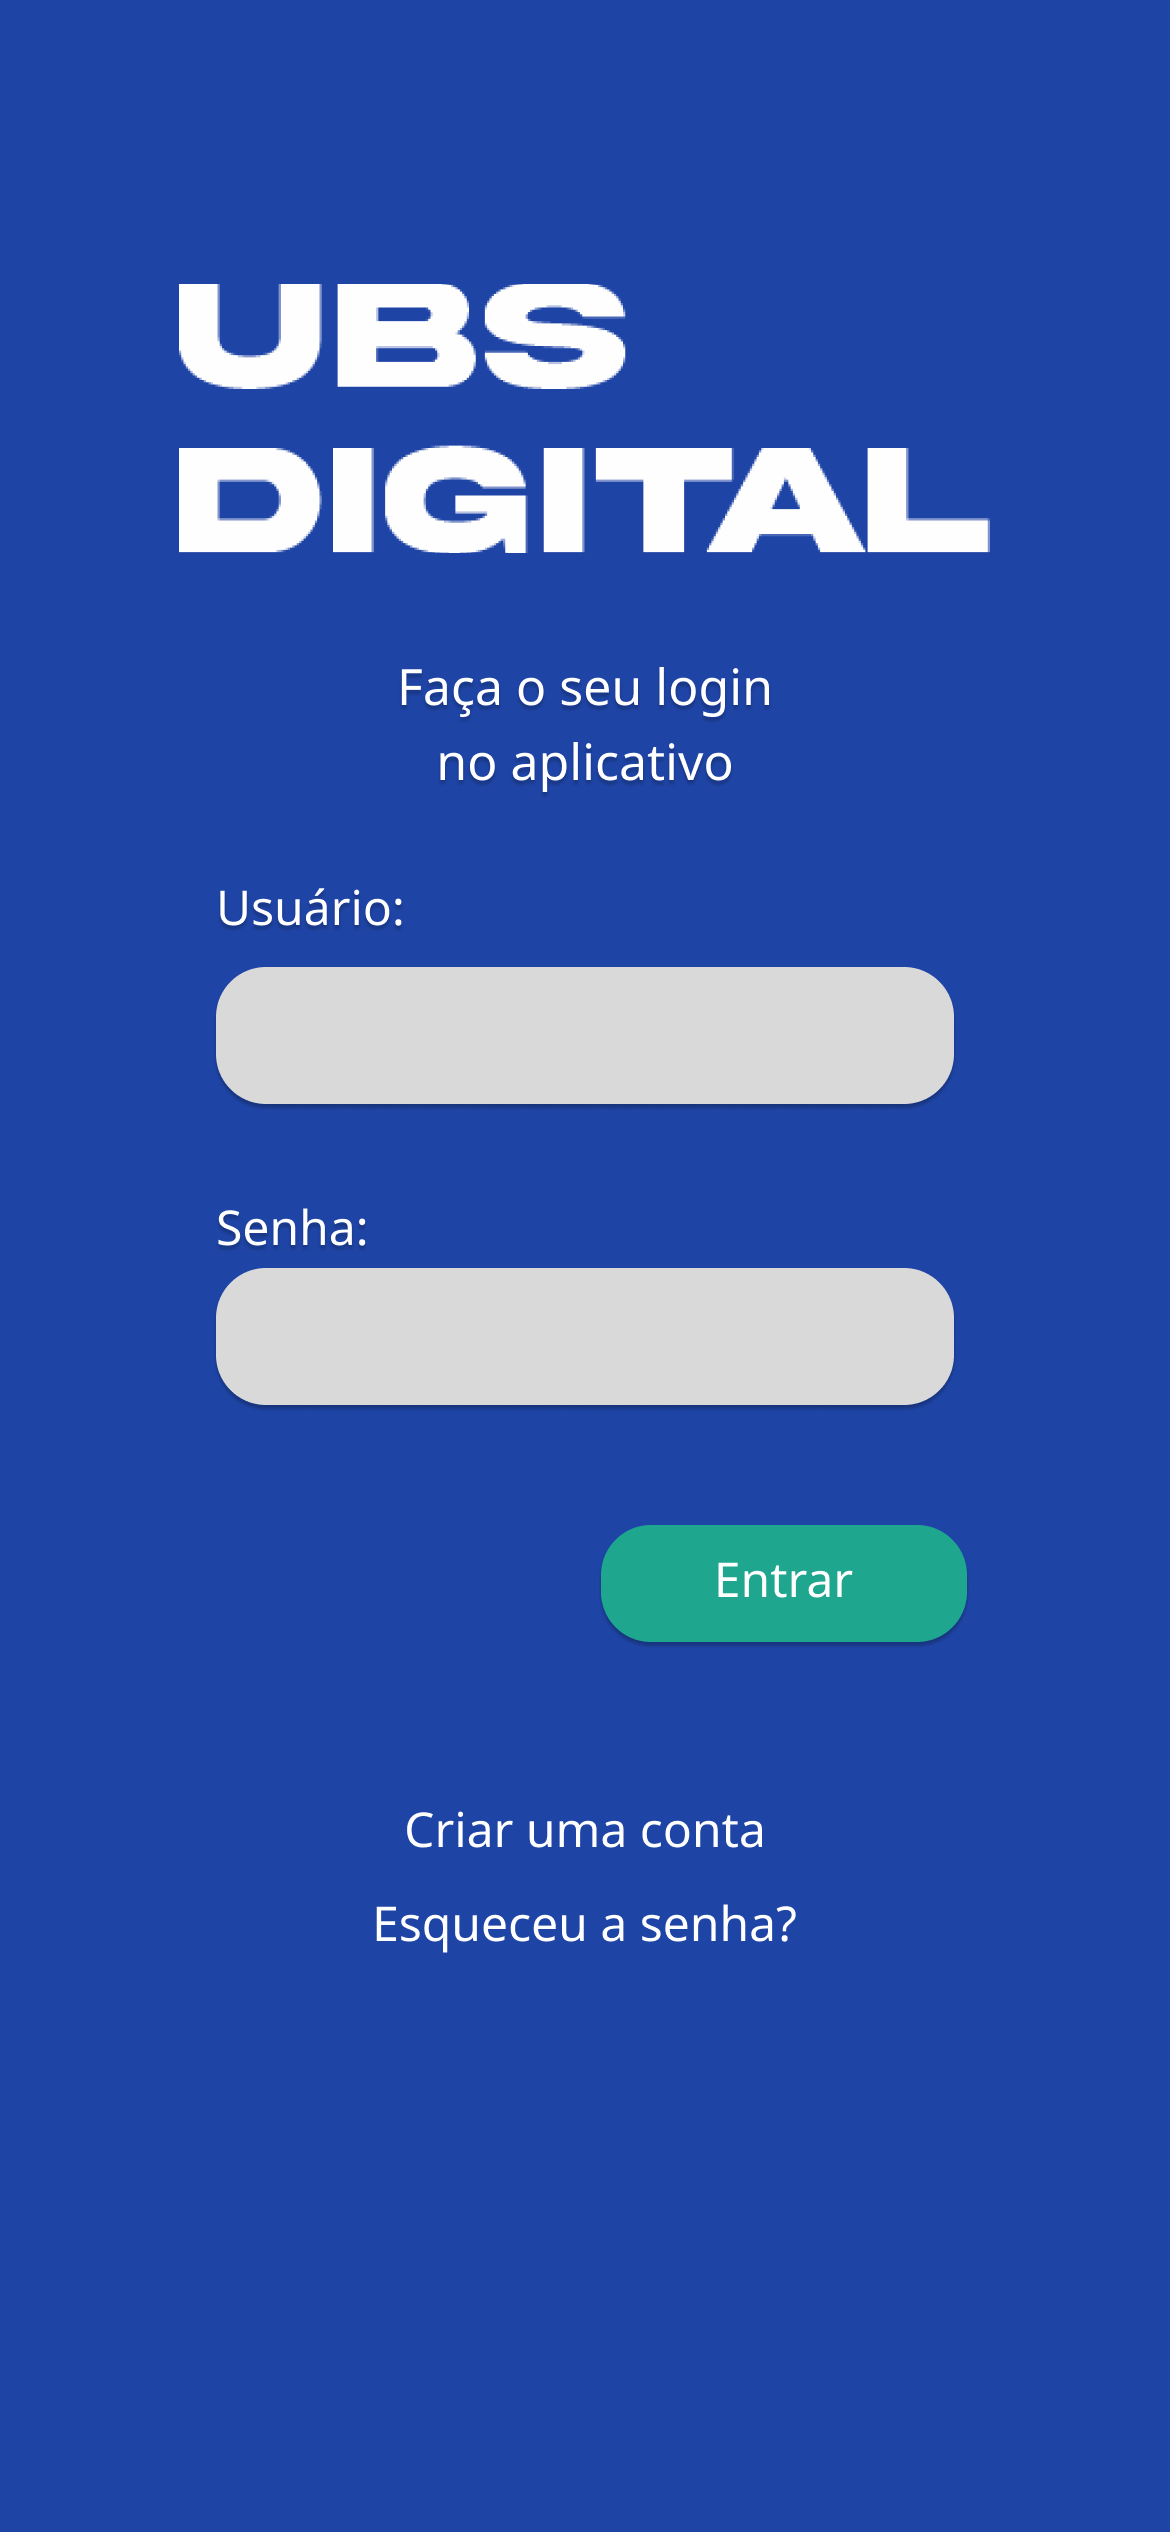 UBS
DIGITAL
Faça o seu login
no aplicativo
Usuário:
Senha:
Entrar
Criar uma conta
Esqueceu a senha?